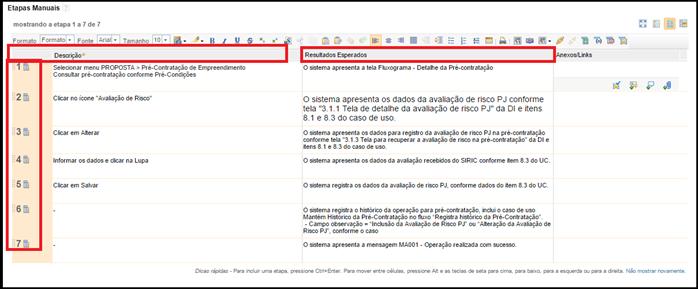 Etapas Manuais
mostrando a etapa 1 a 7 de 7
Formato Formato Fonte Arial Tamanho 10
Descrição* Resultados Esperados Anexos/Links
1 Selecionar menu PROPOSTA > Pré-Contratação de Empreendimento
Consultar pré-contratação conforme Pré-Condições
O sistema apresenta a tela Fluxograma - Detalhe da Pré-contratação
2 Clicar no ícone "Avaliação de Risco"
O sistema apresenta os dados da avaliação de risco PJ conforme
tela "3.1.1 Tela de detalhe da avaliação de risco PJ" da DI e itens
8.1 e 8.3 do caso de uso.
3 Clicar em Alterar
O sistema apresenta os dados para registro da avaliação de risco PJ na pré-contratação
conforme tela "3.1.3 Tela para recuperar a avaliação de risco na pré-contratação" da DI e
itens 8.1 e 8.3 do caso de uso.
4 Informar os dados e clicar na Lupa
O sistema apresenta os dados da avaliação recebidos do SIRIC conforme item 8.3 do UC.
5 Clicar em Salvar
O sistema registra os dados da avaliação de risco PJ, conforme dados do item 8.3 do UC.
6 -
O sistema registra o histórico da operação para pré-contratação, inclui o caso de uso
Mantém Histórico da Pré-Contratação no fluxo "Registra histórico da Pré-Contratação".
- Campo observação = "Inclusão da Avaliação de Risco PJ" ou "Alteração da Avaliação de
Risco PJ", conforme o caso
7 -
O sistema apresenta a mensagem MA001 - Operação realizada com sucesso.
Dicas rápidas - Para incluir uma etapa, pressione Ctrl+Enter. Para mover entre células, pressione Alt e as teclas de seta para cima, para baixo, para a esquerda ou para a direita. Não mostrar novamente.